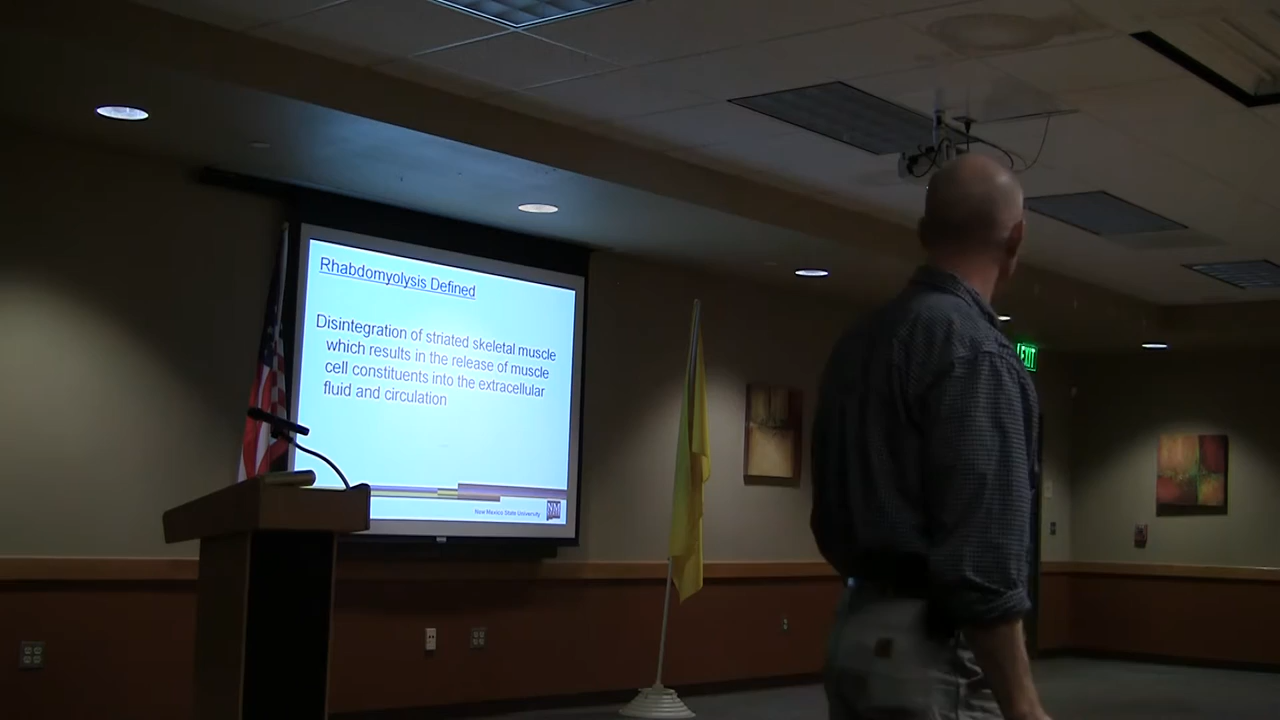 Rhabdomyolysis Defined
Disintegration of striated skeletal muscle
which results in the release of muscle
cell constituents into the extracellular
fluid and circulation
New Mexico State University
NM
EXIT